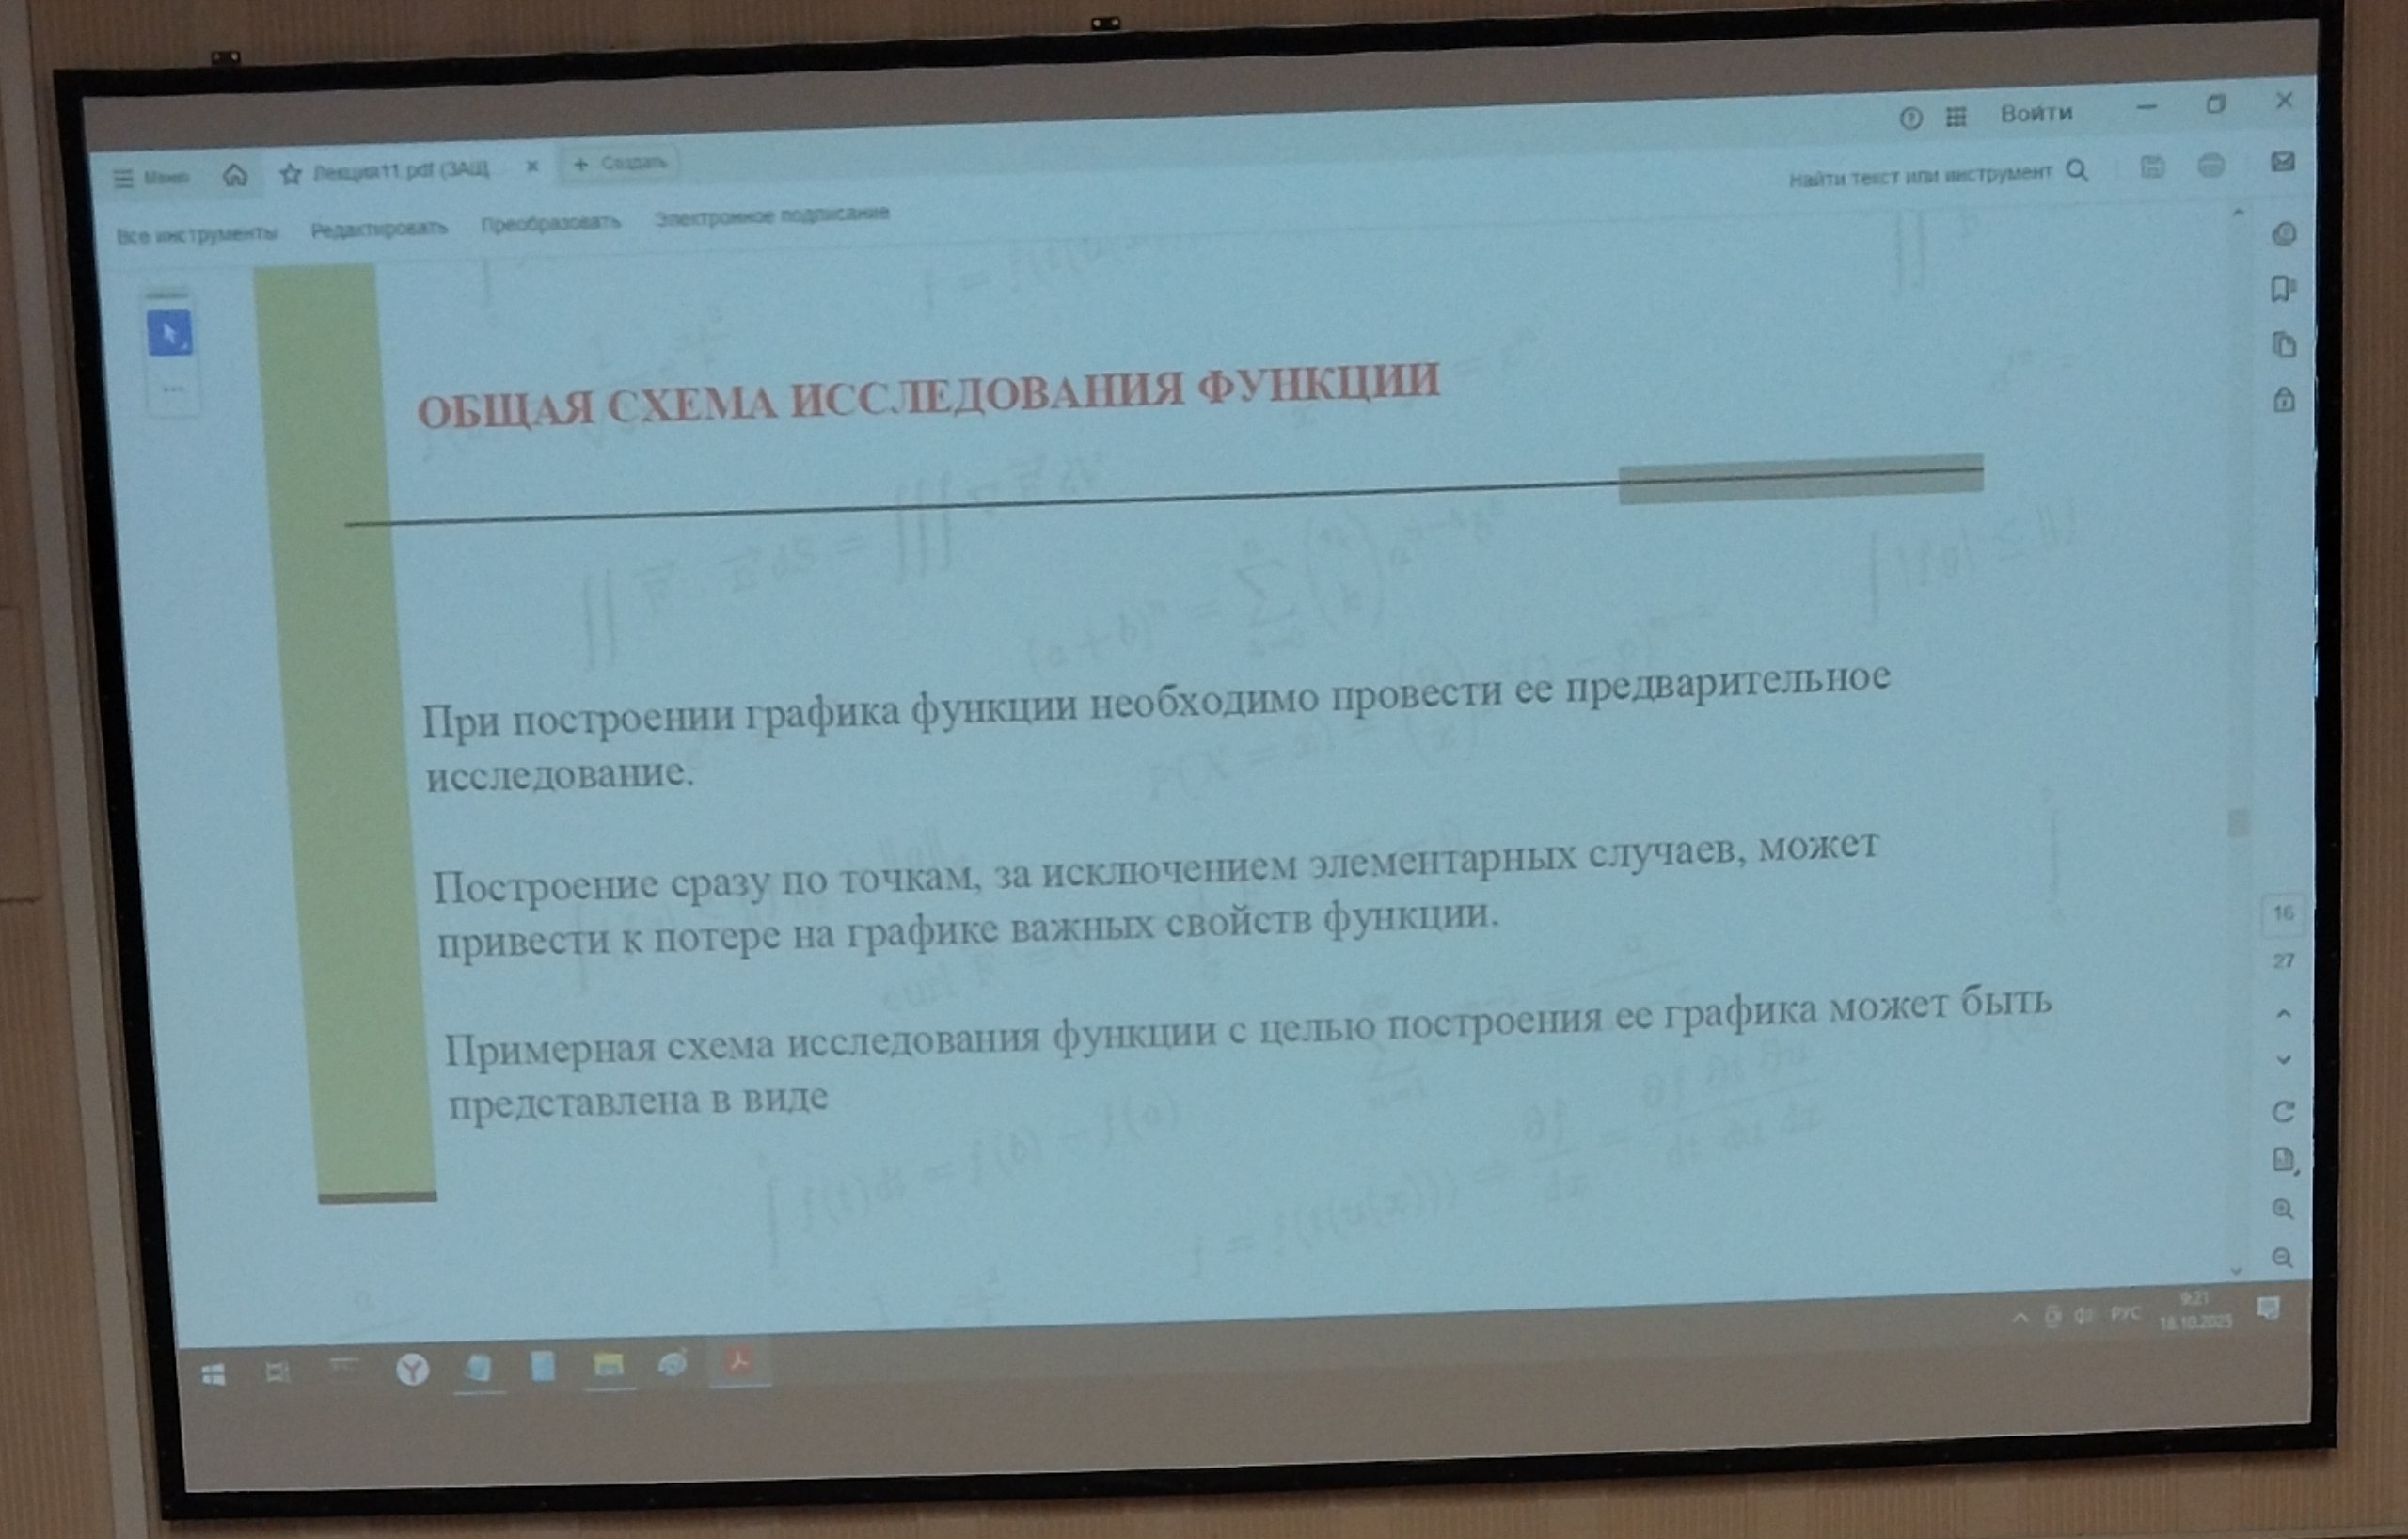 Войти
Меню
Лекция11.pdf (ЗАЩ
+ Создать
Найти текст или инструмент
Все инструменты Редактировать Преобразовать Электронное подписание
ОБЩАЯ СХЕМА ИССЛЕДОВАНИЯ ФУНКЦИИ
При построении графика функции необходимо провести ее предварительное
исследование.
Построение сразу по точкам, за исключением элементарных случаев, может
привести к потере на графике важных свойств функции.
Примерная схема исследования функции с целью построения ее графика может быть
представлена в виде
16
27
РУС
9:21
18.10.2025